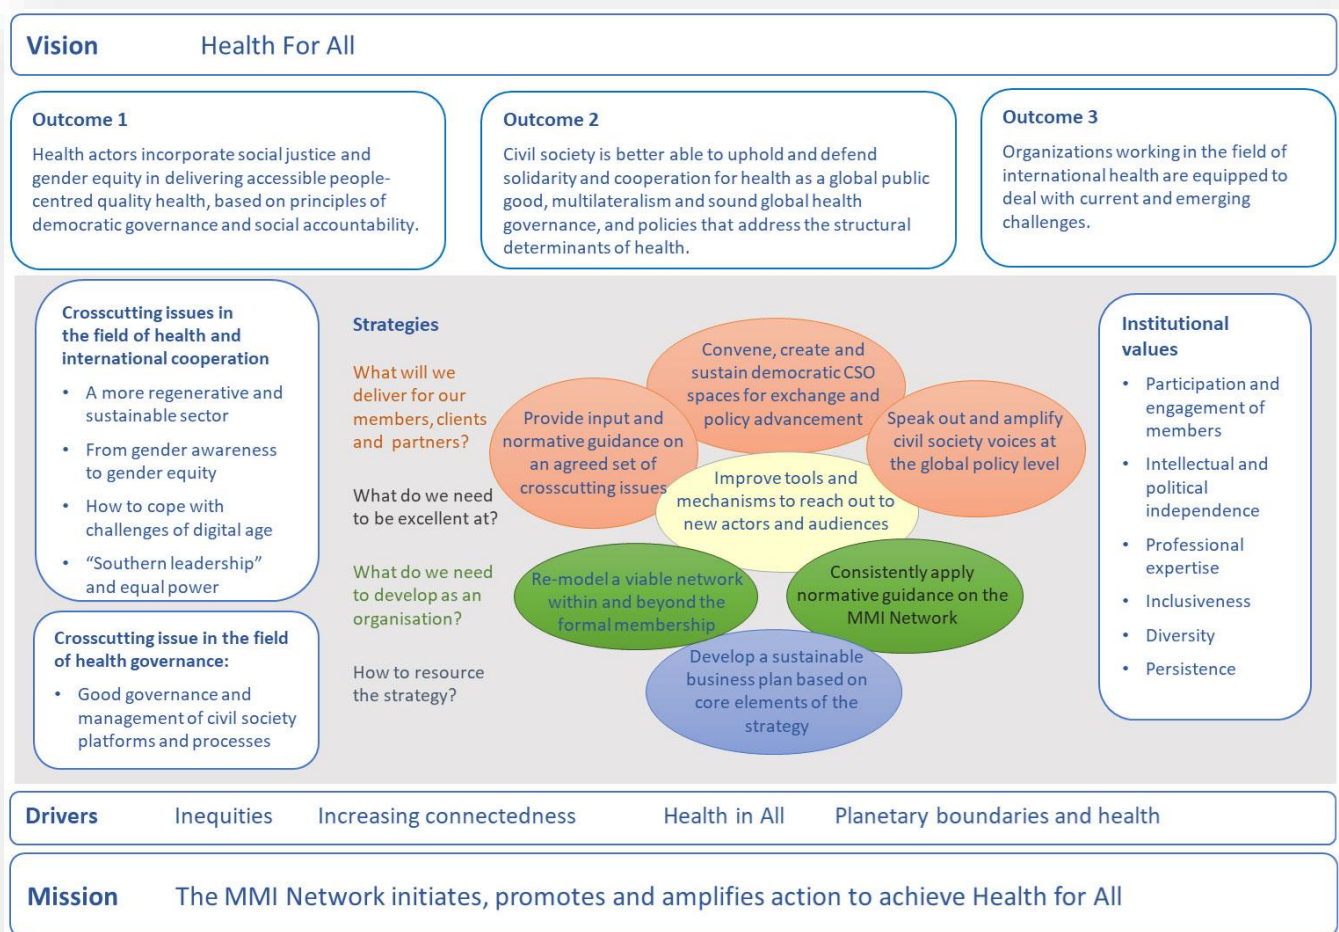 Vision Health For All
Outcome 1
Health actors incorporate social justice and
gender equity in delivering accessible people-
centred quality health, based on principles of
democratic governance and social accountability.
Outcome 2
Civil society is better able to uphold and defend
solidarity and cooperation for health as a global public
good, multilateralism and sound global health
governance, and policies that address the structural
determinants of health.
Outcome 3
Organizations working in the field of
international health are equipped to
deal with current and emerging
challenges.
Crosscutting issues in
the field of health and
international cooperation
• A more regenerative and
sustainable sector
• From gender awareness
to gender equity
• How to cope with
challenges of digital age
• “Southern leadership”
and equal power
Crosscutting issue in the field
of health governance:
• Good governance and
management of civil society
platforms and processes
Strategies
What will we
deliver for our
members, clients
and partners?
Convene, create and
sustain democratic CSO
spaces for exchange and
policy advancement
Provide input and
normative guidance on
an agreed set of
crosscutting issues
Speak out and amplify
civil society voices at
the global policy level
What do we need
to be excellent at?
Improve tools and
mechanisms to reach out to
new actors and audiences
What do we need
to develop as an
organisation?
Re-model a viable network
within and beyond the
formal membership
Consistently apply
normative guidance on the
MMI Network
How to resource
the strategy?
Develop a sustainable
business plan based on
core elements of the
strategy
Institutional
values
• Participation and
engagement of
members
• Intellectual and
political
independence
• Professional
expertise
• Inclusiveness
• Diversity
• Persistence
Drivers Inequities Increasing connectedness Health in All Planetary boundaries and health
Mission The MMI Network initiates, promotes and amplifies action to achieve Health for All